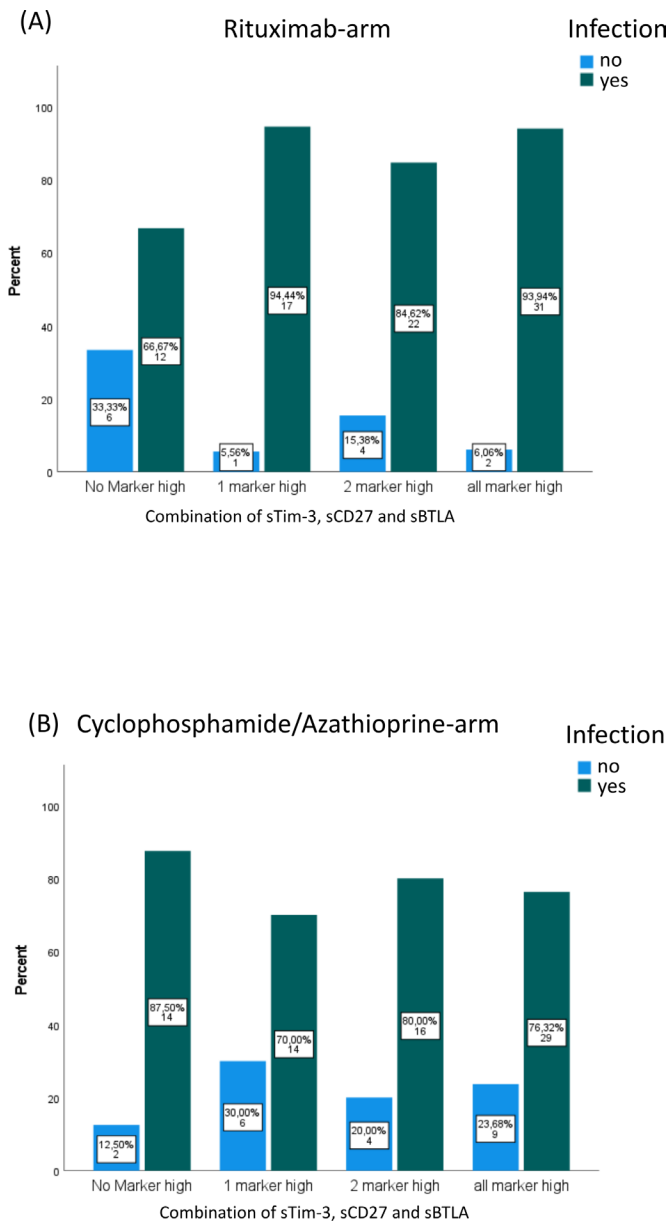 (A)
Rituximab-arm
Infection
no
yes
Percent
100
80
60
40
20
0
33,33%
6
66,67%
12
5,56%
1
94,44%
17
15,38%
4
84,62%
22
6,06%
2
93,94%
31
No Marker high
1 marker high
2 marker high
all marker high
Combination of sTim-3, sCD27 and sBTLA
(B)
Cyclophosphamide/Azathioprine-arm
Infection
no
yes
Percent
100
80
60
40
20
0
12,50%
2
87,50%
14
30,00%
6
70,00%
14
20,00%
4
80,00%
16
23,68%
9
76,32%
29
No Marker high
1 marker high
2 marker high
all marker high
Combination of sTim-3, sCD27 and sBTLA